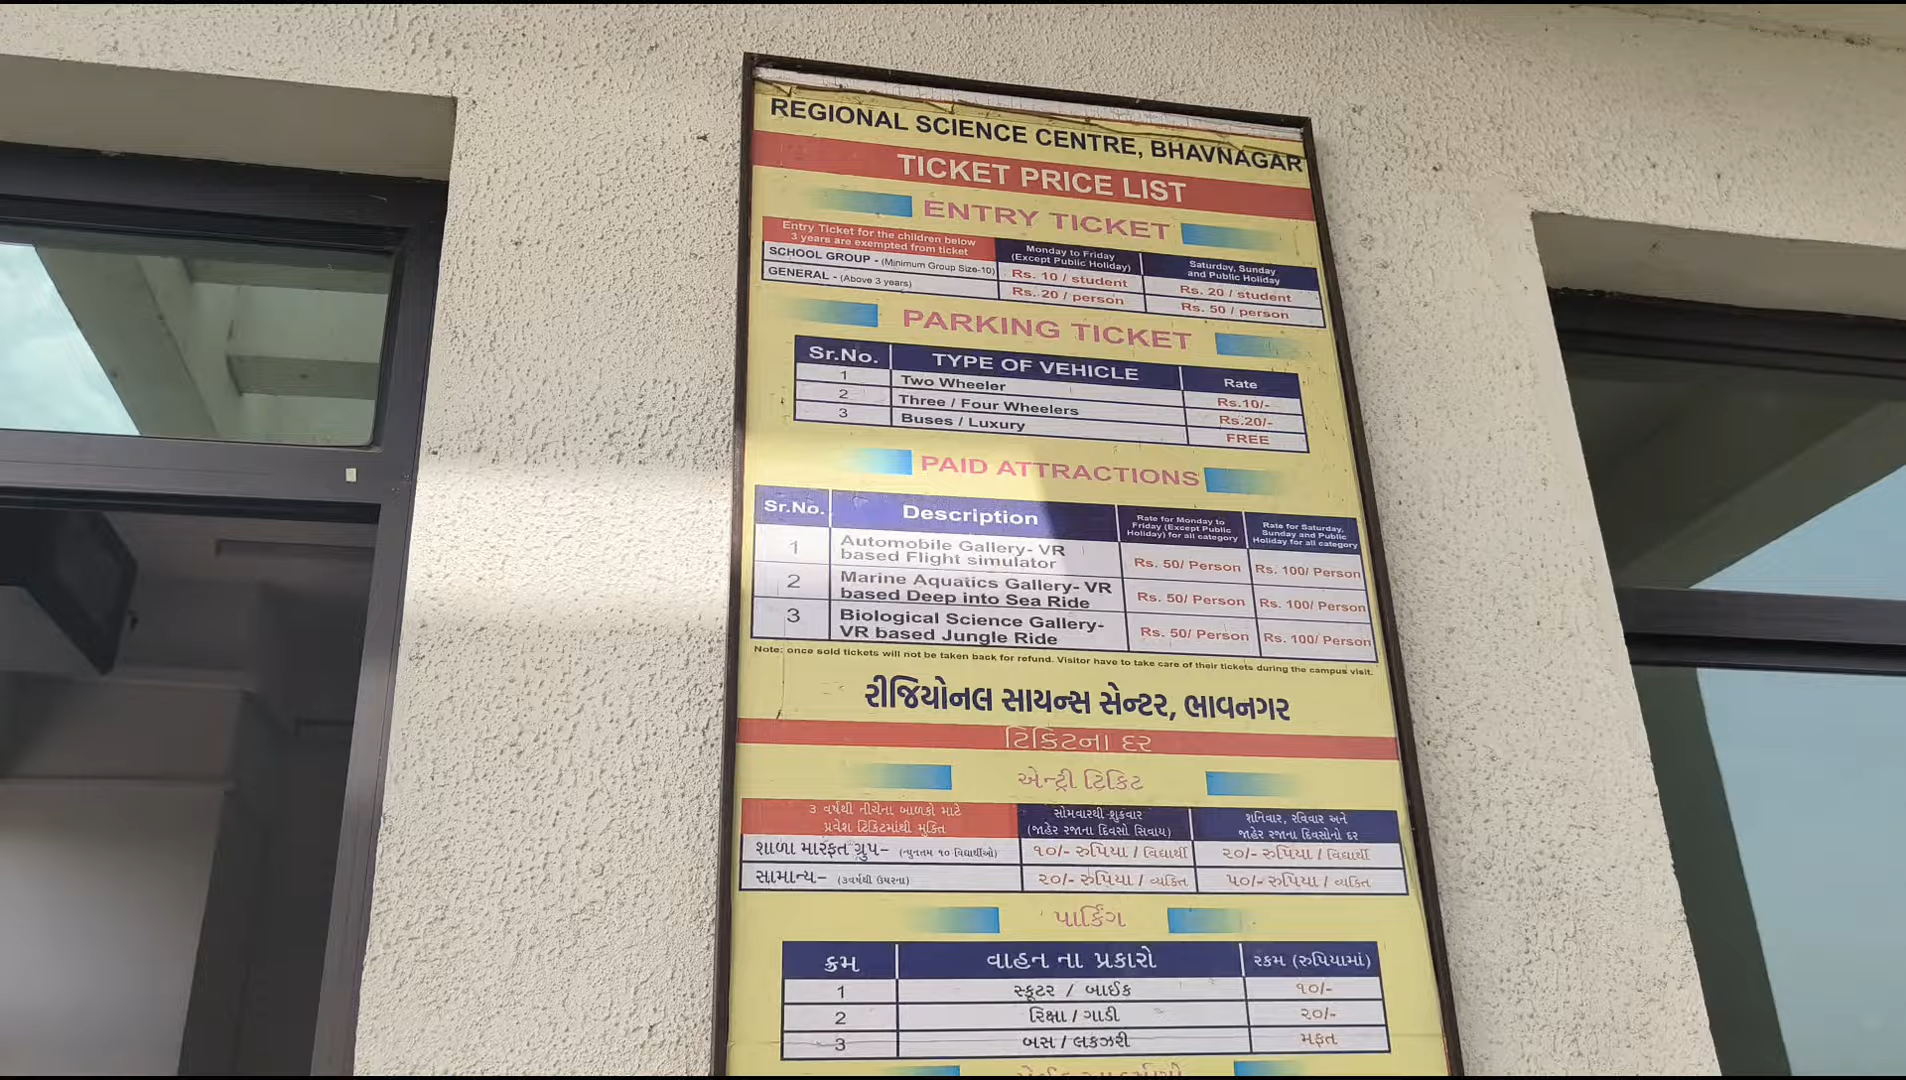 REGIONAL SCIENCE CENTRE, BHAVNAGAR
TICKET PRICE LIST
ENTRY TICKET
Entry Ticket for the children below
3 years are exempted from ticket
Monday to Friday
(Except Public Holiday)
Saturday, Sunday
and Public Holiday
SCHOOL GROUP - (Minimum Group Size-10) Rs. 10 / student Rs. 20 / student
GENERAL - (Above 3 years) Rs. 20 / person Rs. 50 / person
PARKING TICKET
Sr.No. TYPE OF VEHICLE Rate
1 Two Wheeler Rs.10/-
2 Three / Four Wheelers Rs.20/-
3 Buses / Luxury FREE
PAID ATTRACTIONS
Sr.No. Description
Rate for Monday to
Friday (Except Public
Holiday) for all category
Rate for Saturday,
Sunday and Public
Holiday for all category
1 Automobile Gallery- VR
based Flight simulator Rs. 50/ Person Rs. 100/ Person
2 Marine Aquatics Gallery- VR
based Deep into Sea Ride Rs. 50/ Person Rs. 100/ Person
3 Biological Science Gallery-
VR based Jungle Ride Rs. 50/ Person Rs. 100/ Person
Note: once sold tickets will not be taken back for refund. Visitor have to take care of their tickets during the campus visit.
રીજિયોનલ સાયન્સ સેન્ટર, ભાવનગર
ટિકિટના દર
એન્ટ્રી ટિકિટ
૩ વર્ષથી નીચેના બાળકો માટે
પ્રવેશ ટિકિટમાંથી મુક્તિ
સોમવારથી શુક્રવાર
(જાહેર રજાના દિવસો સિવાય)
શનિવાર, રવિવાર અને
જાહેર રજાના દિવસોનો દર
શાળા મારફત ગ્રુપ– (ન્યુનતમ ૧૦ વિદ્યાર્થીઓ) ૧૦/- રુપિયા / વિદ્યાર્થી ૨૦/- રુપિયા / વિદ્યાર્થી
સામાન્ય– (૩વર્ષથી ઉપરના) ૨૦/- રુપિયા / વ્યકિત ૫૦/- રુપિયા / વ્યકિત
પાર્કિંગ
ક્રમ વાહન ના પ્રકારો રકમ (રુપિયામાં)
1 સ્કૂટર / બાઈક ૧૦/-
2 રિક્ષા / ગાડી ૨૦/-
3 બસ / લકઝરી મફત